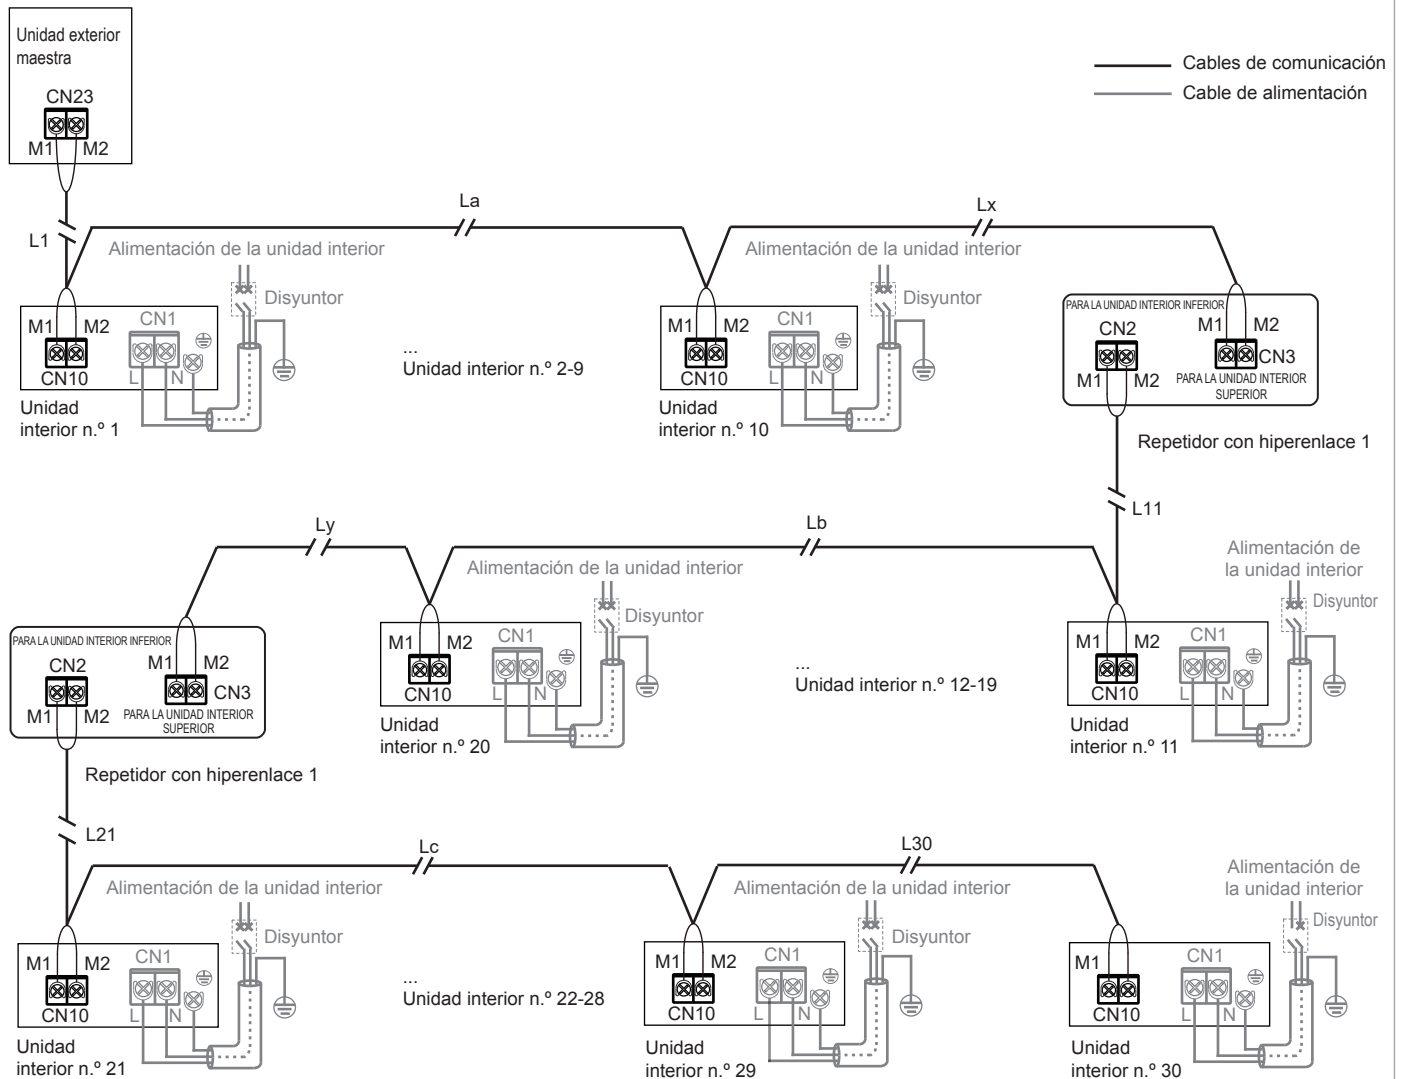 Unidad exterior
maestra
CN23
M1 M2
Cables de comunicación
Cable de alimentación
L1
La
Lx
Alimentación de la unidad interior
Disyuntor
M1 M2
CN1
CN10
L N
Unidad
interior n.º 1
...
Unidad interior n.º 2-9
Alimentación de la unidad interior
Disyuntor
M1 M2
CN1
CN10
L N
Unidad
interior n.º 10
PARA LA UNIDAD INTERIOR INFERIOR
CN2
M1 M2
M1 M2
CN3
PARA LA UNIDAD INTERIOR
SUPERIOR
Repetidor con hiperenlace 1
L11
Ly
Lb
PARA LA UNIDAD INTERIOR INFERIOR
CN2
M1 M2
M1 M2
CN3
PARA LA UNIDAD INTERIOR
SUPERIOR
Repetidor con hiperenlace 1
Alimentación de la unidad interior
Disyuntor
M1 M2
CN1
CN10
L N
Unidad
interior n.º 20
...
Unidad interior n.º 12-19
Alimentación de
la unidad interior
Disyuntor
M1 M2
CN1
CN10
L N
Unidad
interior n.º 11
L21
Lc
L30
Alimentación de la unidad interior
Disyuntor
M1 M2
CN1
CN10
L N
Unidad
interior n.º 21
...
Unidad interior n.º 22-28
Alimentación de la unidad interior
Disyuntor
M1 M2
CN1
CN10
L N
Unidad
interior n.º 29
Alimentación de
la unidad interior
Disyuntor
M1
CN1
CN10
L N
Unidad
interior n.º 30